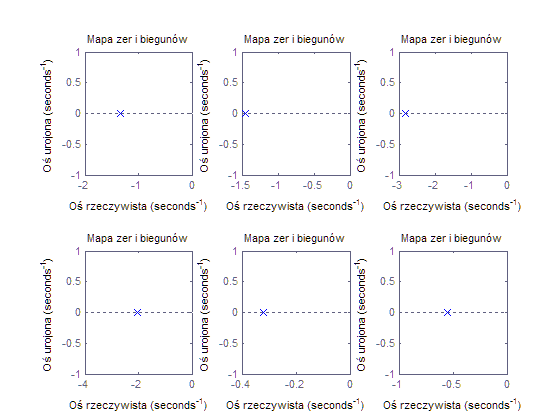 Mapa zer i biegunów
Oś urojona (seconds⁻¹)
1
0.5
0
-0.5
-1
-2
-1
0
Oś rzeczywista (seconds⁻¹)
Mapa zer i biegunów
Oś urojona (seconds⁻¹)
1
0.5
0
-0.5
-1
-1.5
-1
-0.5
0
Oś rzeczywista (seconds⁻¹)
Mapa zer i biegunów
Oś urojona (seconds⁻¹)
1
0.5
0
-0.5
-1
-3
-2
-1
0
Oś rzeczywista (seconds⁻¹)
Mapa zer i biegunów
Oś urojona (seconds⁻¹)
1
0.5
0
-0.5
-1
-4
-2
0
Oś rzeczywista (seconds⁻¹)
Mapa zer i biegunów
Oś urojona (seconds⁻¹)
1
0.5
0
-0.5
-1
-0.4
-0.2
0
Oś rzeczywista (seconds⁻¹)
Mapa zer i biegunów
Oś urojona (seconds⁻¹)
1
0.5
0
-0.5
-1
-1
-0.5
0
Oś rzeczywista (seconds⁻¹)